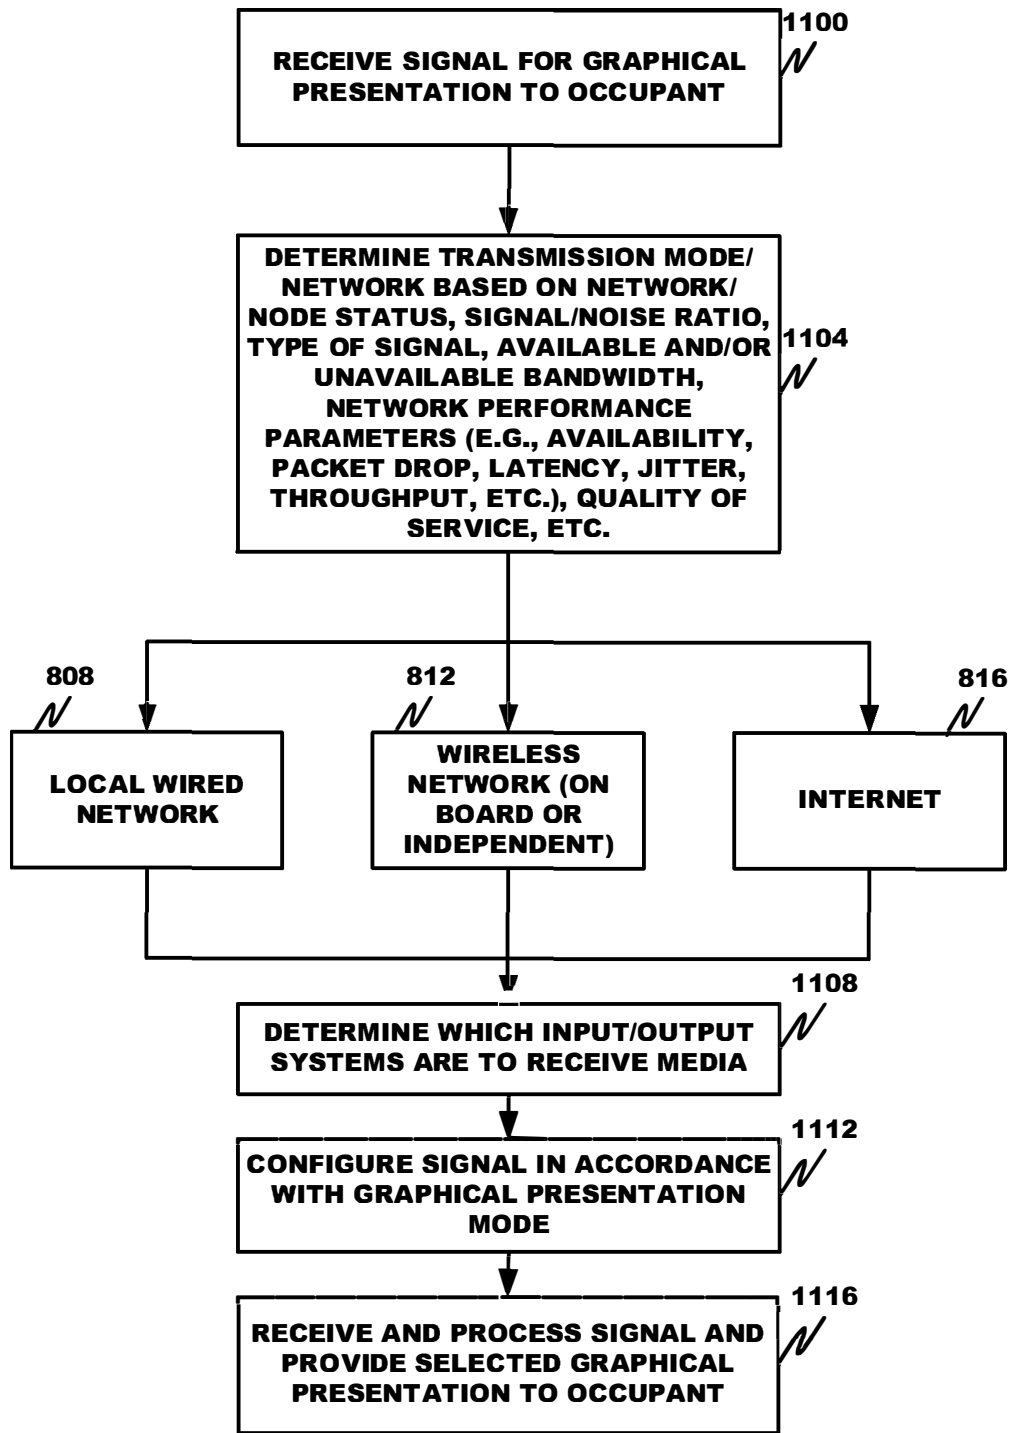 1100
RECEIVE SIGNAL FOR GRAPHICAL
PRESENTATION TO OCCUPANT
DETERMINE TRANSMISSION MODE/
NETWORK BASED ON NETWORK/
NODE STATUS, SIGNAL/NOISE RATIO,
TYPE OF SIGNAL, AVAILABLE AND/OR
UNAVAILABLE BANDWIDTH,
NETWORK PERFORMANCE
PARAMETERS (E.G., AVAILABILITY,
PACKET DROP, LATENCY, JITTER,
THROUGHPUT, ETC.), QUALITY OF
SERVICE, ETC.
1104
808
LOCAL WIRED
NETWORK
812
WIRELESS
NETWORK (ON
BOARD OR
INDEPENDENT)
816
INTERNET
1108
DETERMINE WHICH INPUT/OUTPUT
SYSTEMS ARE TO RECEIVE MEDIA
1112
CONFIGURE SIGNAL IN ACCORDANCE
WITH GRAPHICAL PRESENTATION
MODE
1116
RECEIVE AND PROCESS SIGNAL AND
PROVIDE SELECTED GRAPHICAL
PRESENTATION TO OCCUPANT